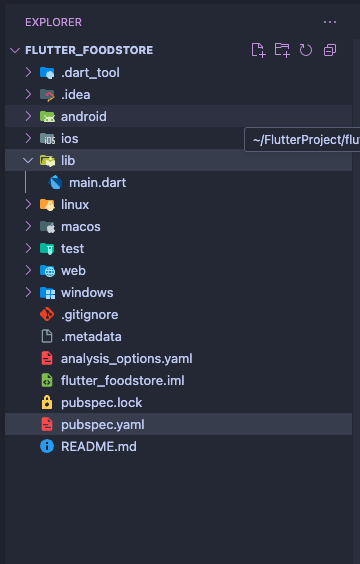 EXPLORER
FLUTTER_FOODSTORE
.dart_tool
.idea
android
iOS ios
~/FlutterProject/flu
lib
main.dart
linux
macos
test
web
windows
.gitignore
.metadata
analysis_options.yaml
flutter_foodstore.iml
pubspec.lock
pubspec.yaml
README.md